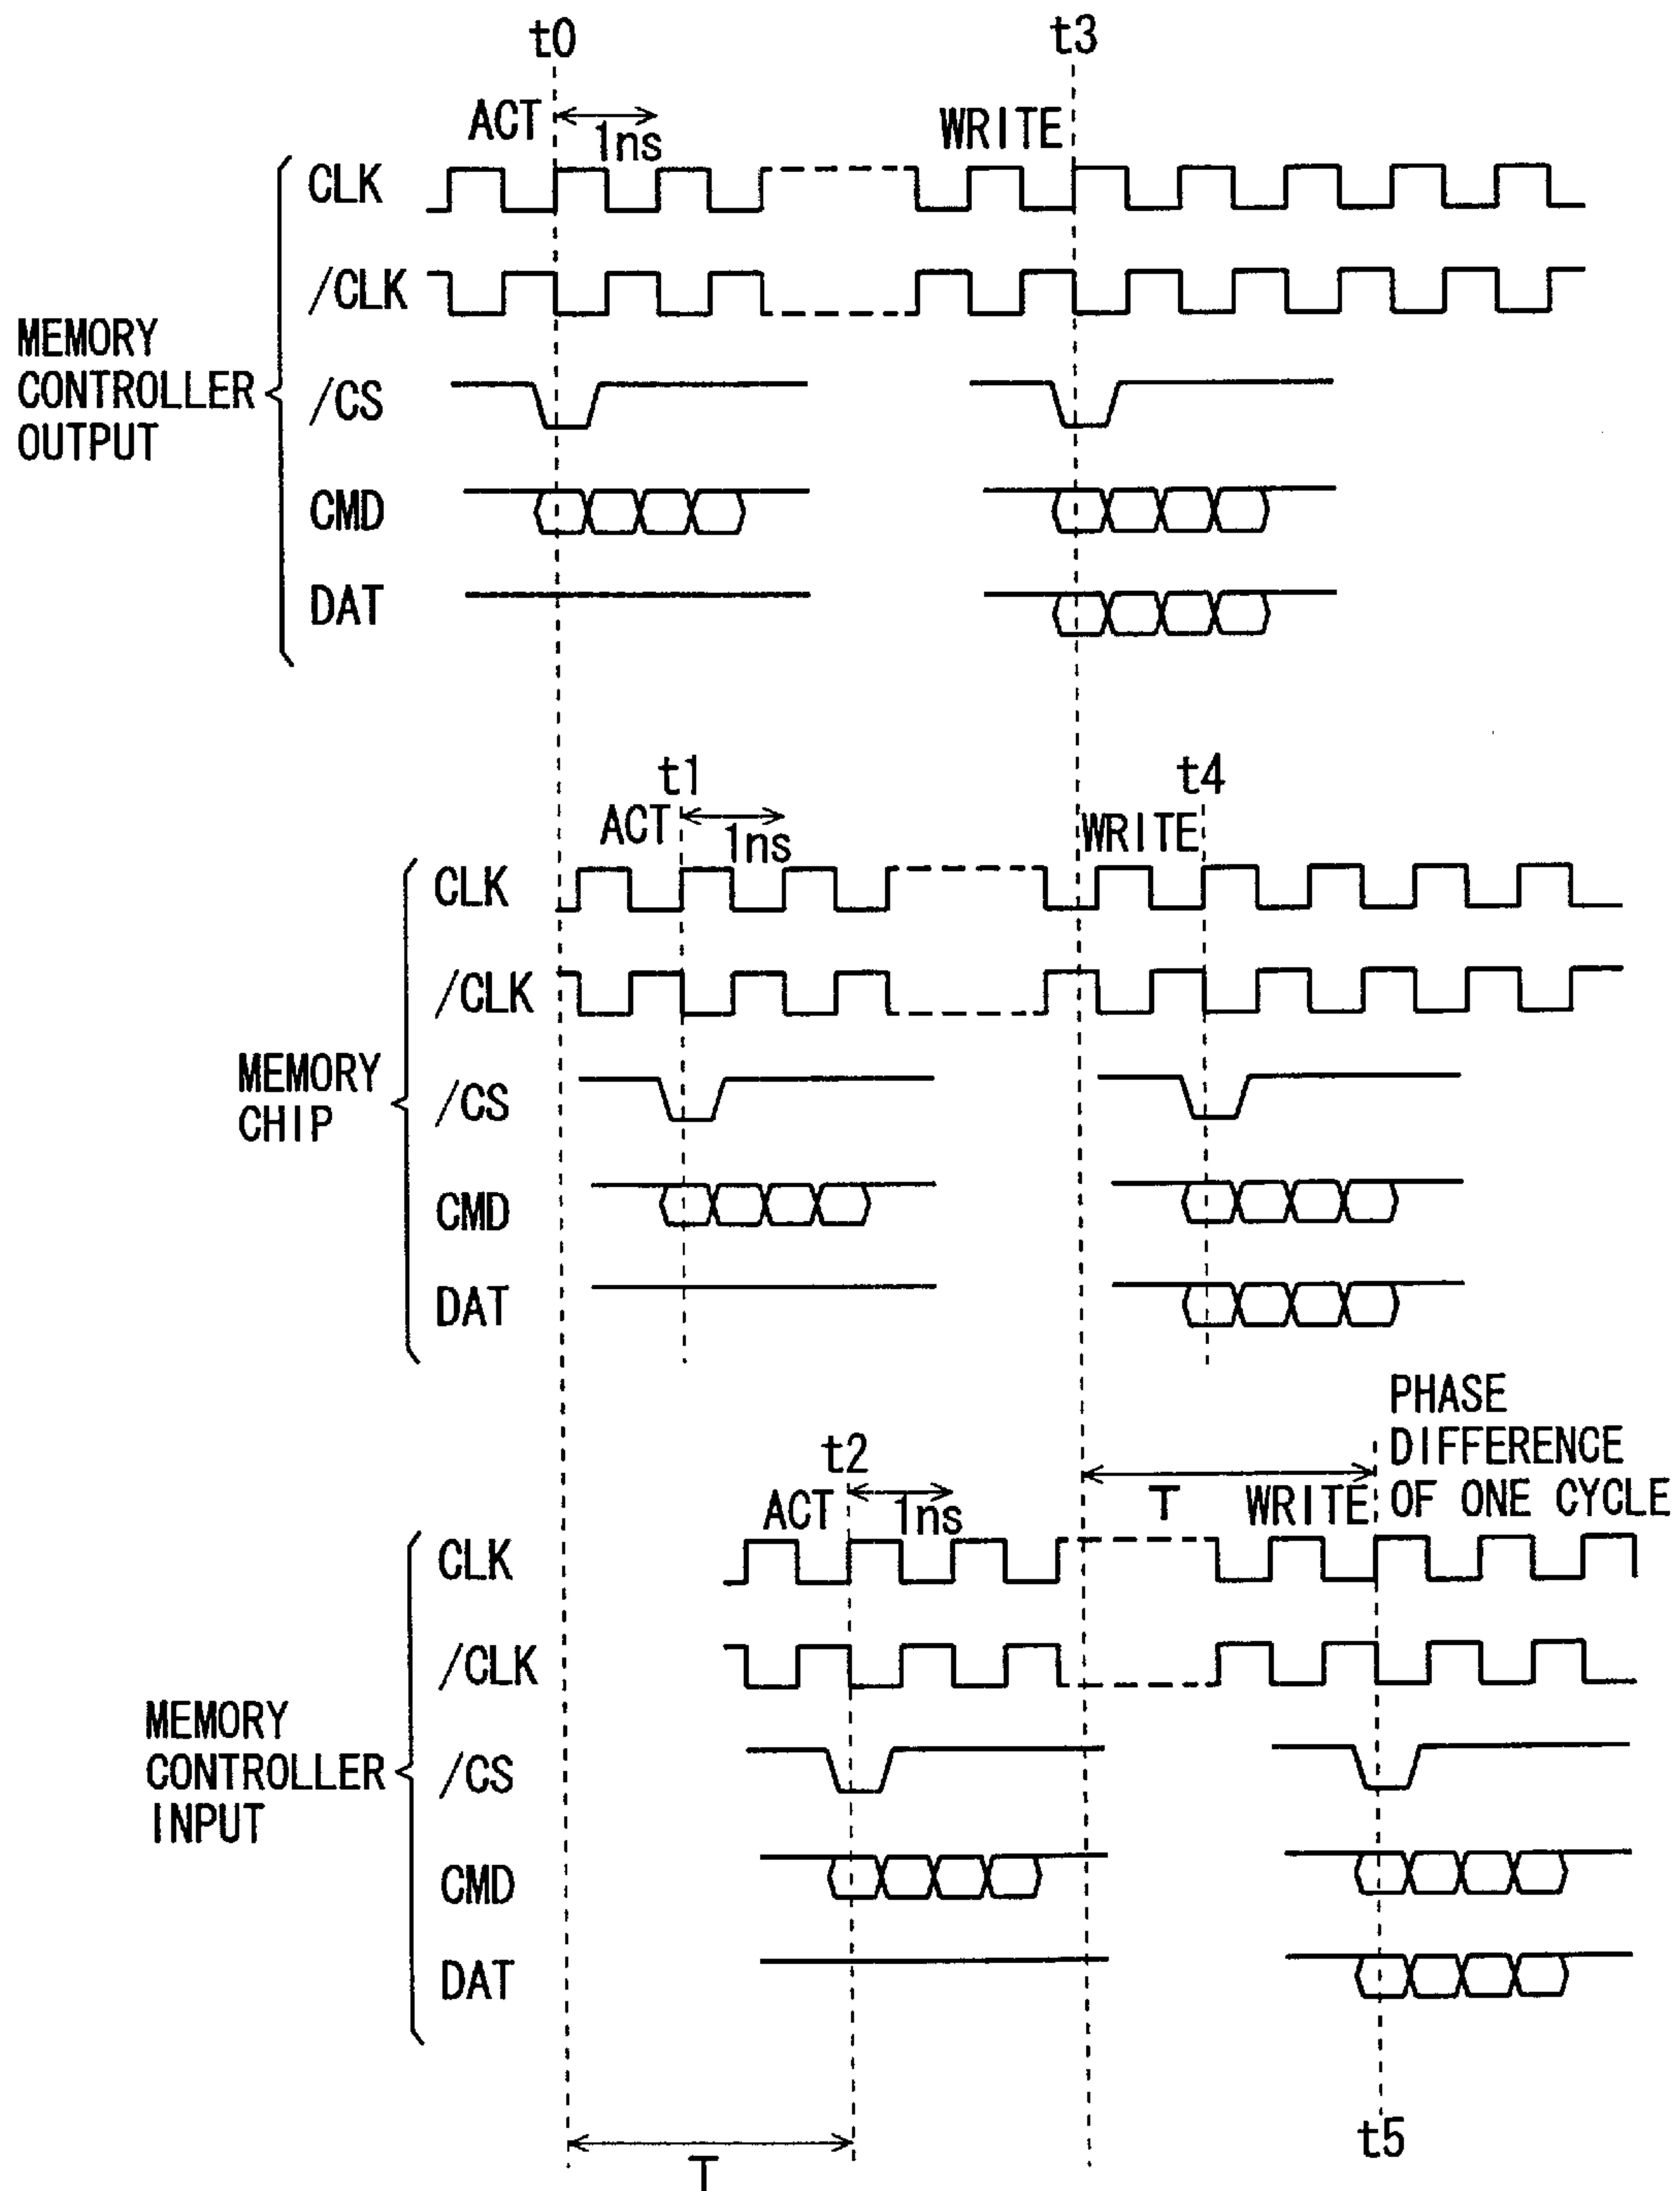 t0
t3
ACT
1ns
WRITE
CLK
/CLK
MEMORY
CONTROLLER
OUTPUT
/CS
CMD
DAT
t1
t4
ACT
1ns
WRITE
CLK
/CLK
MEMORY
CHIP
/CS
CMD
DAT
PHASE
DIFFERENCE
OF ONE CYCLE
t2
ACT
1ns
T
WRITE
CLK
/CLK
MEMORY
CONTROLLER
INPUT
/CS
CMD
DAT
t5
T